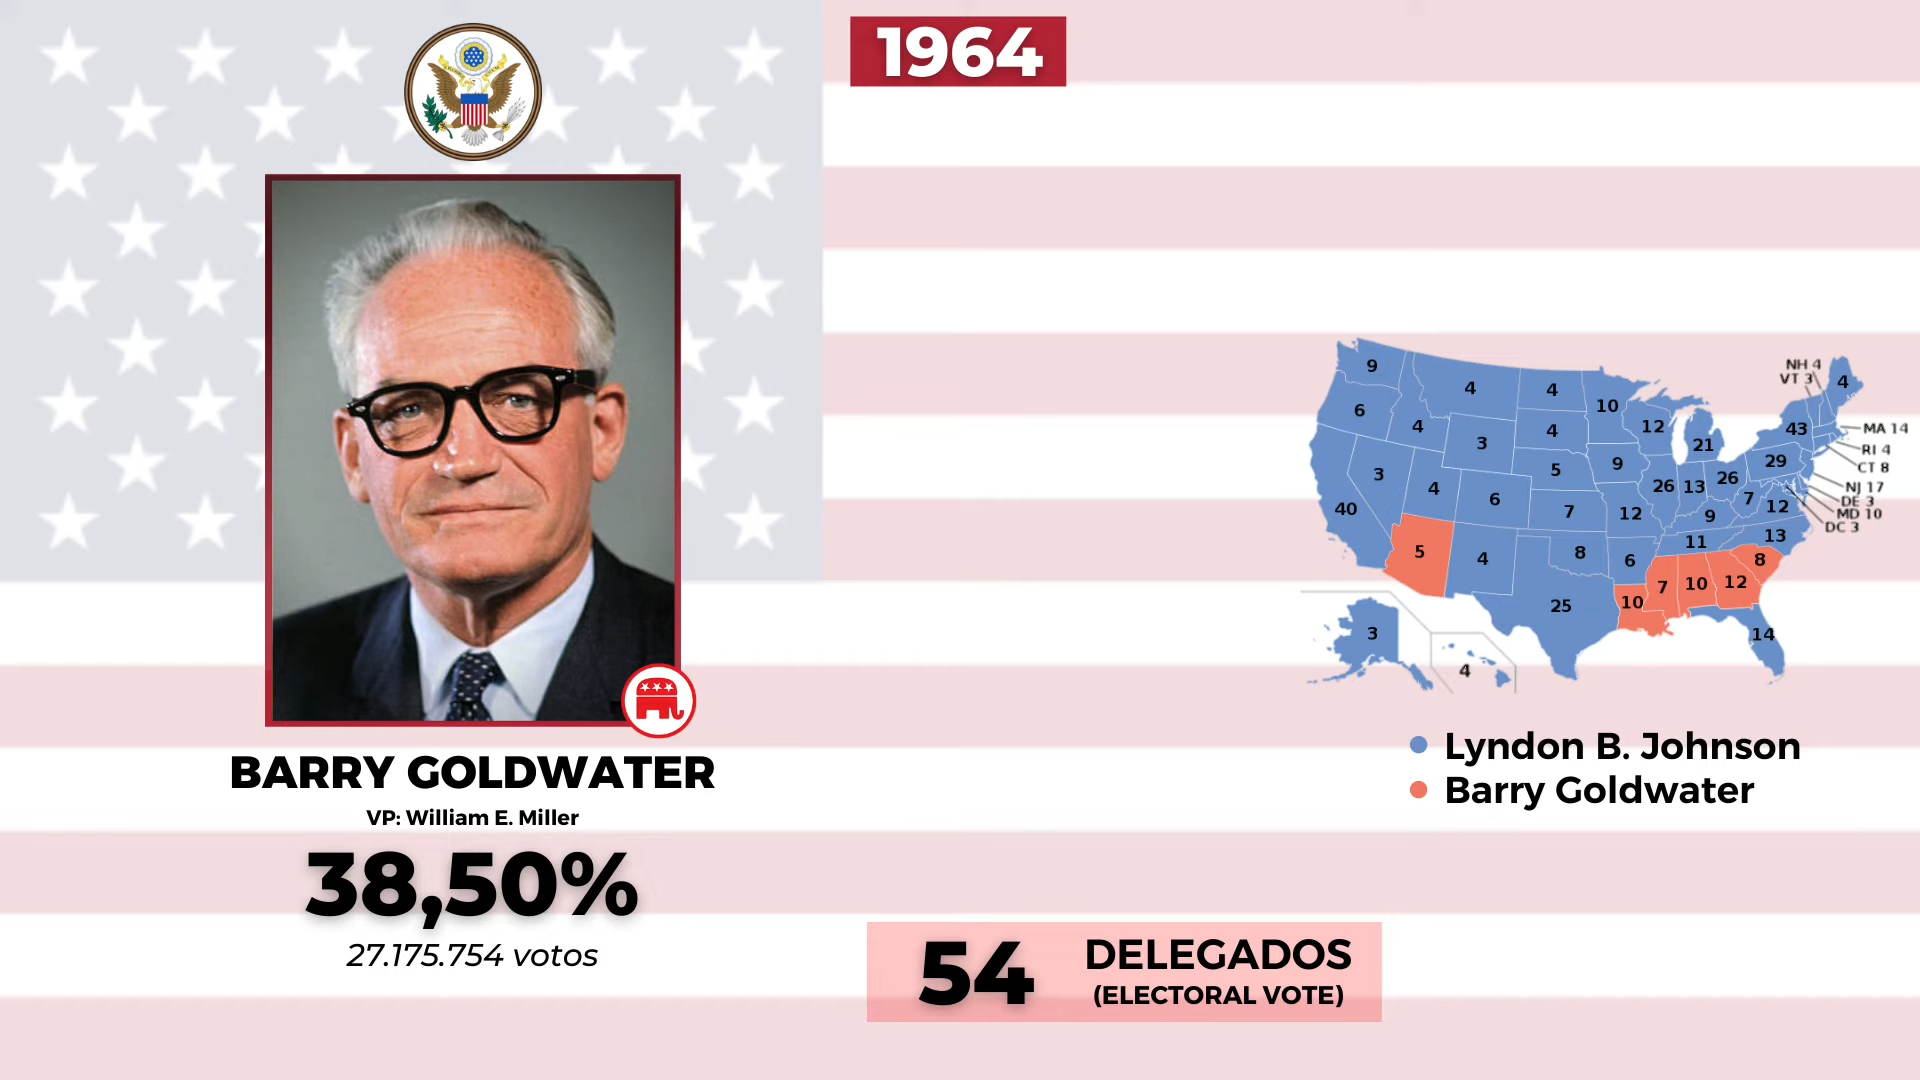 1964
BARRY GOLDWATER
VP: William E. Miller
38,50%
27.175.754 votos
54
DELEGADOS
(ELECTORAL VOTE)
9
4
4
10
NH 4
VT 3
4
6
4
3
4
12
21
43
MA 14
RI 4
CT 8
3
4
6
5
9
26
13
26
29
NJ 17
DE 3
MD 10
DC 3
40
7
12
9
7
12
13
5
4
8
6
11
8
25
10
7
10
12
14
3
4
Lyndon B. Johnson
Barry Goldwater